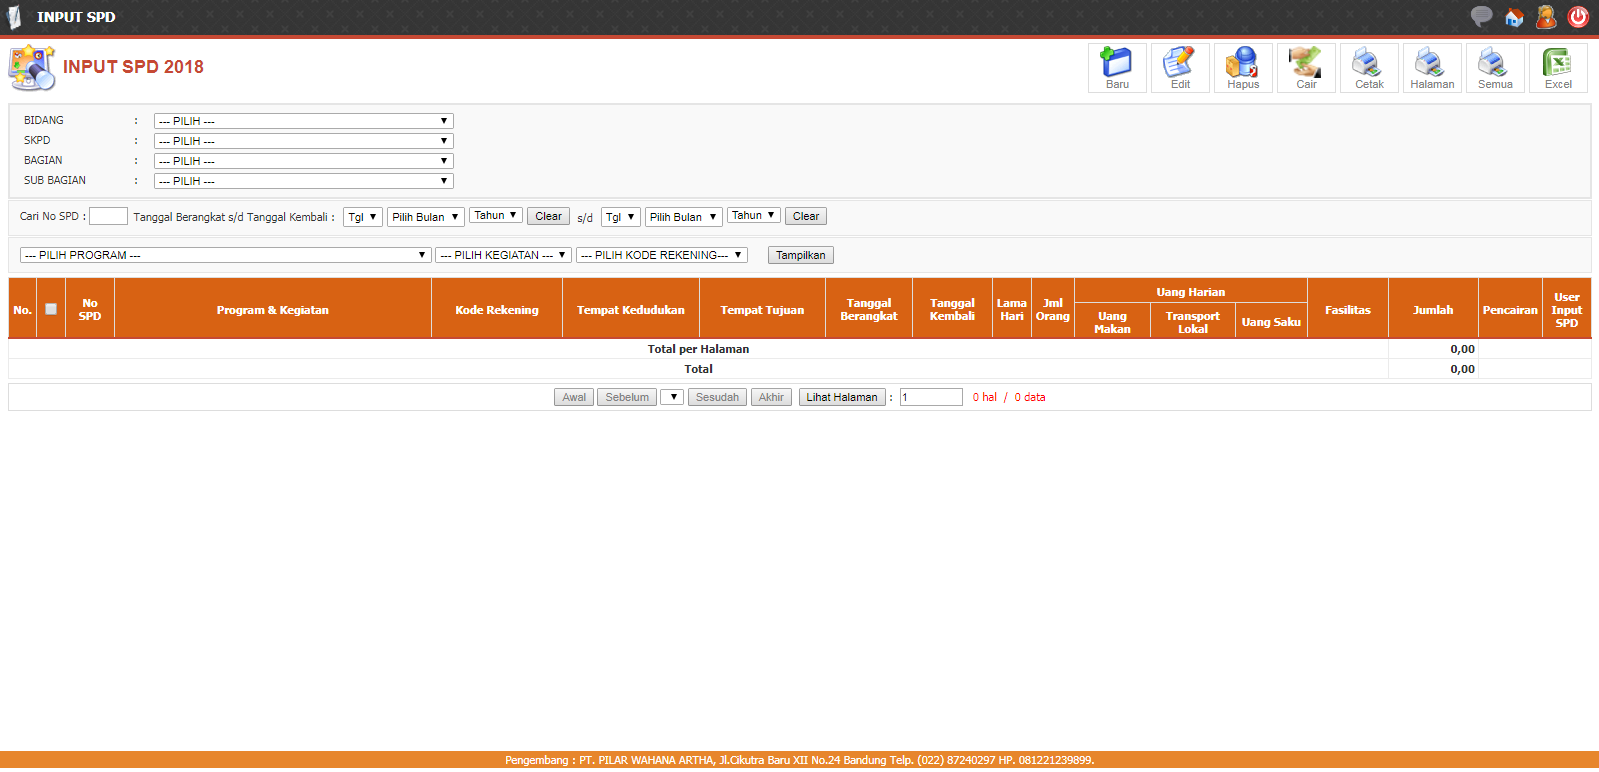 INPUT SPD
INPUT SPD 2018
Baru Edit Hapus Cair Cetak Halaman Semua Excel
BIDANG : --- PILIH ---
SKPD : --- PILIH ---
BAGIAN : --- PILIH ---
SUB BAGIAN : --- PILIH ---
Cari No SPD : Tanggal Berangkat s/d Tanggal Kembali : Tgl Pilih Bulan Tahun Clear s/d Tgl Pilih Bulan Tahun Clear
--- PILIH PROGRAM --- --- PILIH KEGIATAN --- --- PILIH KODE REKENING--- Tampilkan
No. No SPD Program & Kegiatan Kode Rekening Tempat Kedudukan Tempat Tujuan Tanggal Berangkat Tanggal Kembali Lama Hari Jml Orang Uang Harian Fasilitas Jumlah Pencairan User Input SPD
Uang Makan Transport Lokal Uang Saku
Total per Halaman 0,00
Total 0,00
Awal Sebelum Sesudah Akhir Lihat Halaman : 1 0 hal / 0 data
Pengembang : PT. PILAR WAHANA ARTHA, Jl.Cikutra Baru XII No.24 Bandung Telp. (022) 87240297 HP. 081221239899.